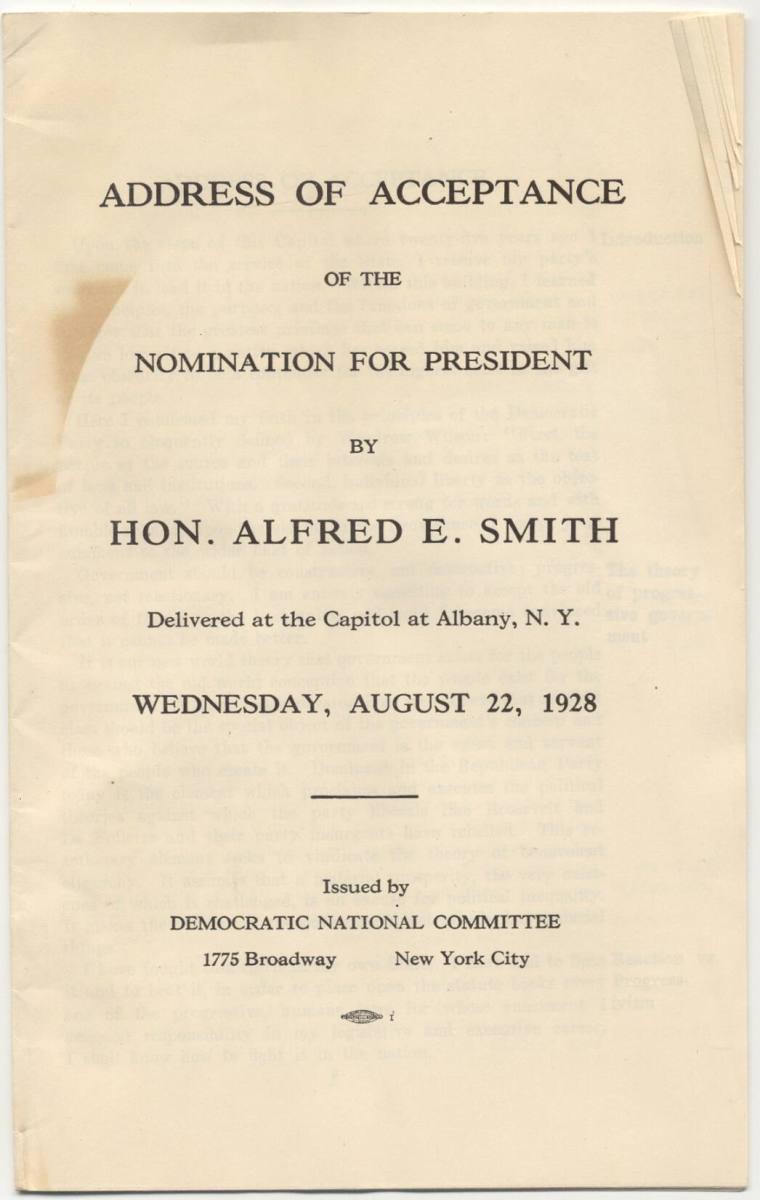 ADDRESS OF ACCEPTANCE
OF THE
NOMINATION FOR PRESIDENT
BY
HON. ALFRED E. SMITH
Delivered at the Capitol at Albany, N. Y.
WEDNESDAY, AUGUST 22, 1928
Issued by
DEMOCRATIC NATIONAL COMMITTEE
1775 Broadway New York City